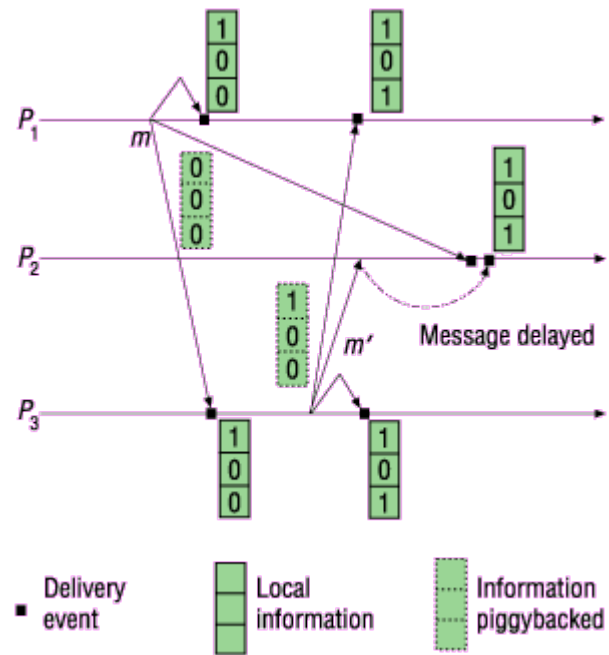 1 1
0 0
0 1
P1
m
0
0
0
1
0
1
P2
1
0
0
m′
Message delayed
P3
1 1
0 0
0 1
Delivery event
Local information
Information piggybacked